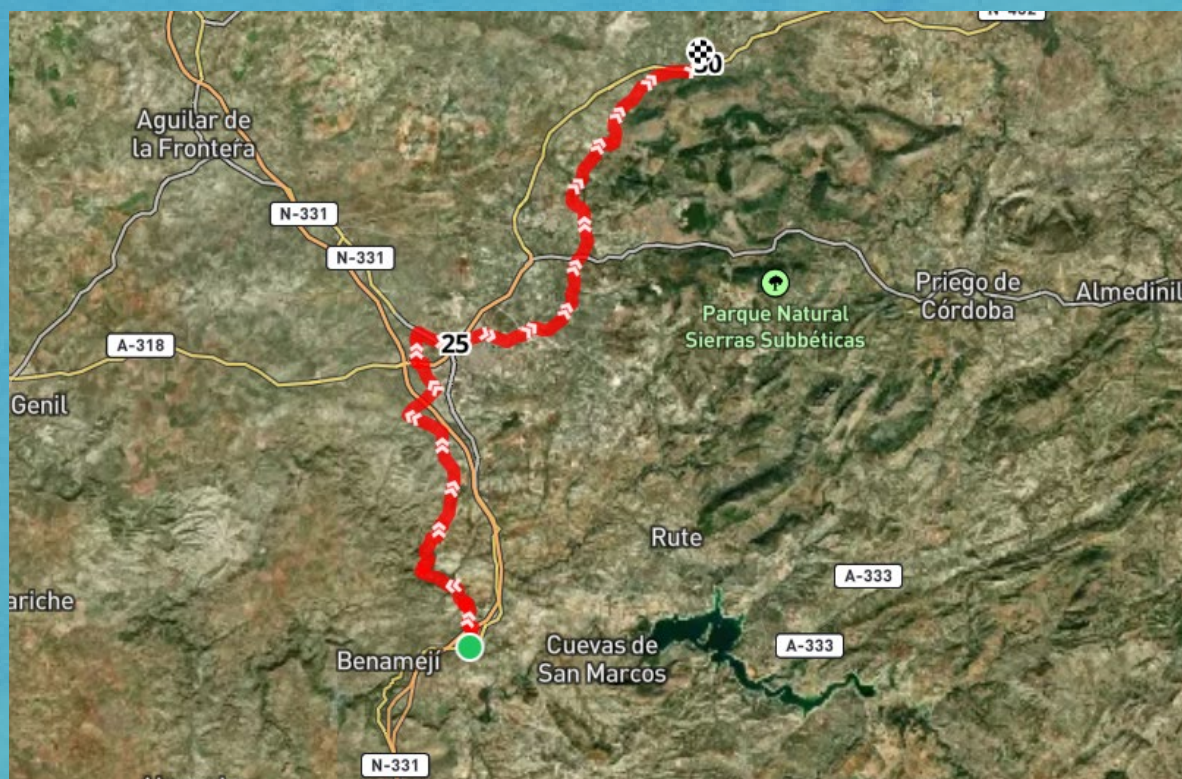 N-432
50
Aguilar de
la Frontera
N-331
N-331
Priego de
Córdoba
Almedinil
Parque Natural
Sierras Subbéticas
A-318
25
Genil
Rute
A-333
ariche
Cuevas de
San Marcos
A-333
Benamejí
N-331